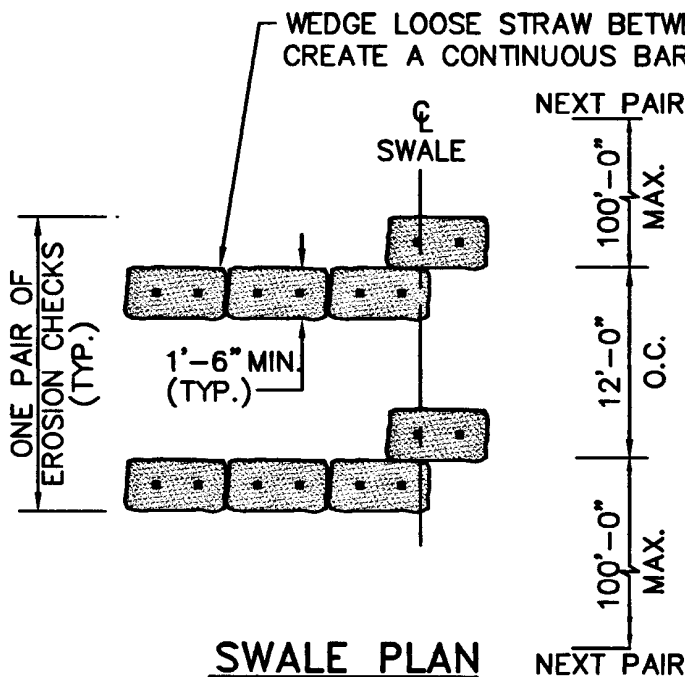 WEDGE LOOSE STRAW BETW
CREATE A CONTINUOUS BAR
NEXT PAIR
℄
SWALE
100'-0"
MAX.
ONE PAIR OF
EROSION CHECKS
(TYP.)
1'-6" MIN.
(TYP.)
12'-0"
O.C.
100'-0"
MAX.
SWALE PLAN
NEXT PAIR